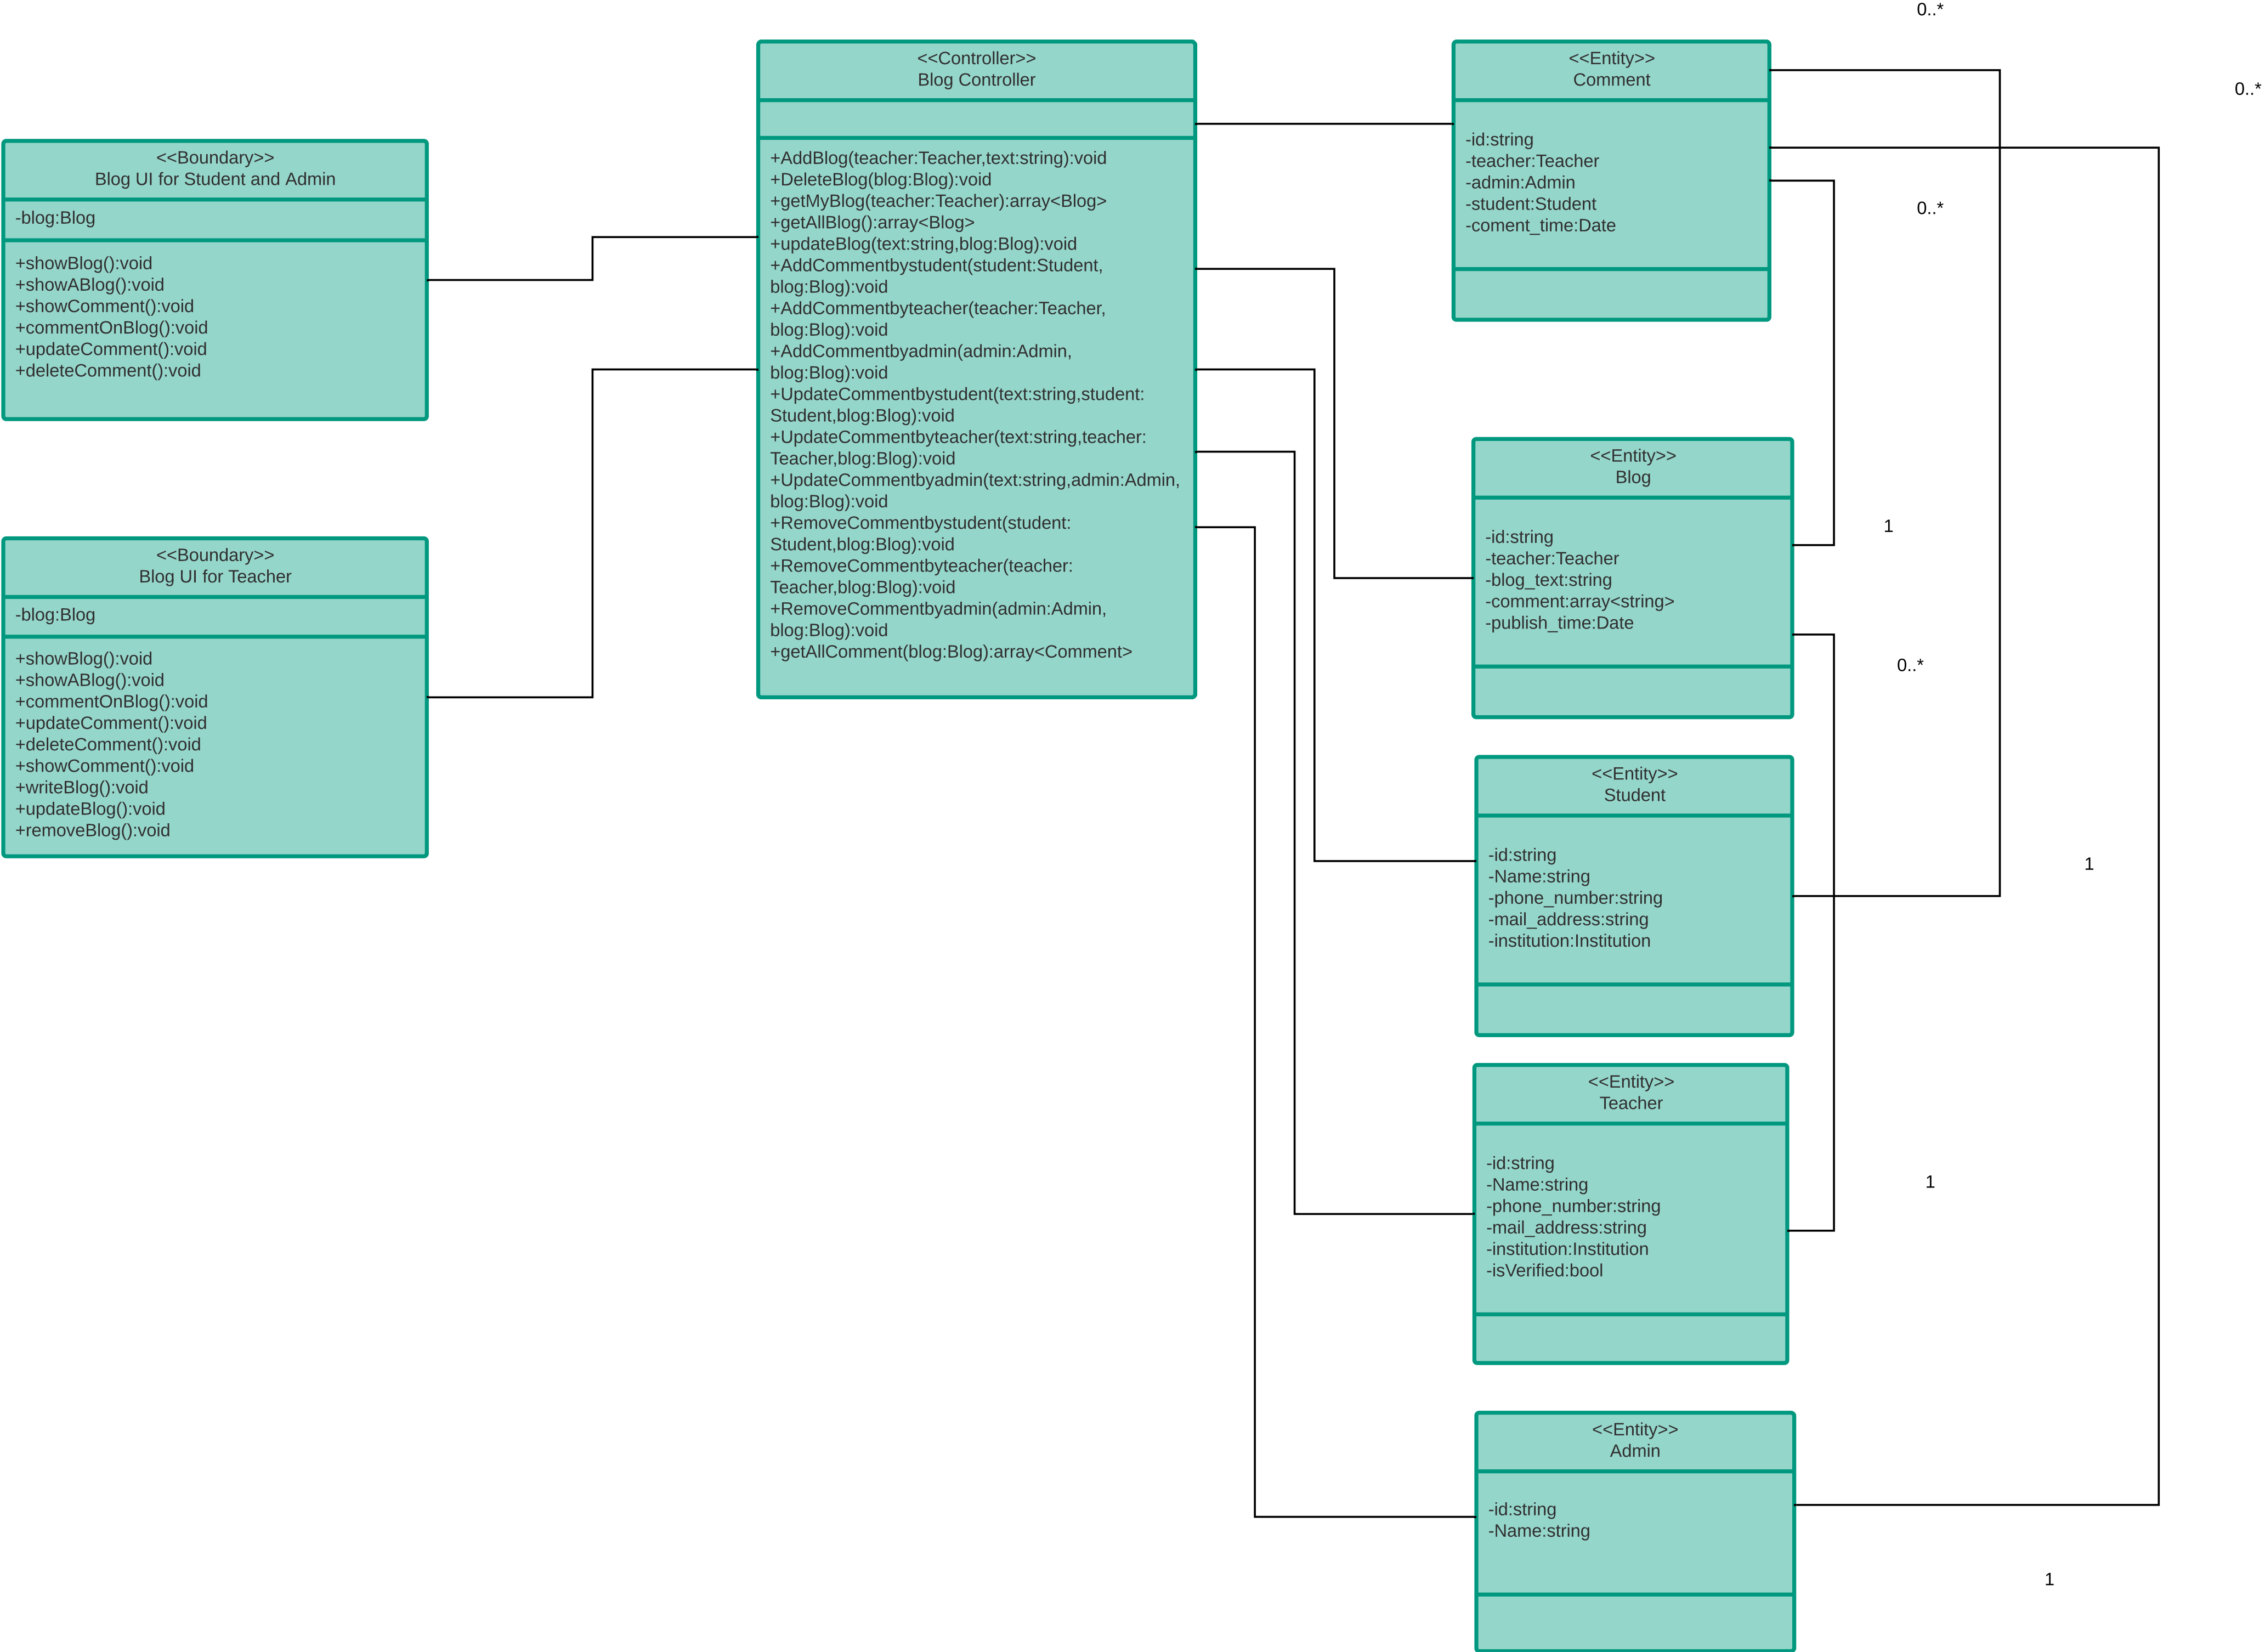 <<Boundary>>
Blog UI for Student and Admin
-blog:Blog
+showBlog():void
+showABlog():void
+showComment():void
+commentOnBlog():void
+updateComment():void
+deleteComment():void
<<Boundary>>
Blog UI for Teacher
-blog:Blog
+showBlog():void
+showABlog():void
+commentOnBlog():void
+updateComment():void
+deleteComment():void
+showComment():void
+writeBlog():void
+updateBlog():void
+removeBlog():void
<<Controller>>
Blog Controller
+AddBlog(teacher:Teacher,text:string):void
+DeleteBlog(blog:Blog):void
+getMyBlog(teacher:Teacher):array<Blog>
+getAllBlog():array<Blog>
+updateBlog(text:string,blog:Blog):void
+AddCommentbystudent(student:Student,
blog:Blog):void
+AddCommentbyteacher(teacher:Teacher,
blog:Blog):void
+AddCommentbyadmin(admin:Admin,
blog:Blog):void
+UpdateCommentbystudent(text:string,student:
Student,blog:Blog):void
+UpdateCommentbyteacher(text:string,teacher:
Teacher,blog:Blog):void
+UpdateCommentbyadmin(text:string,admin:Admin,
blog:Blog):void
+RemoveCommentbystudent(student:
Student,blog:Blog):void
+RemoveCommentbyteacher(teacher:
Teacher,blog:Blog):void
+RemoveCommentbyadmin(admin:Admin,
blog:Blog):void
+getAllComment(blog:Blog):array<Comment>
<<Entity>>
Comment
-id:string
-teacher:Teacher
-admin:Admin
-student:Student
-coment_time:Date
<<Entity>>
Blog
-id:string
-teacher:Teacher
-blog_text:string
-comment:array<string>
-publish_time:Date
<<Entity>>
Student
-id:string
-Name:string
-phone_number:string
-mail_address:string
-institution:Institution
<<Entity>>
Teacher
-id:string
-Name:string
-phone_number:string
-mail_address:string
-institution:Institution
-isVerified:bool
<<Entity>>
Admin
-id:string
-Name:string
0..*
0..*
0..*
1
0..*
1
1
1